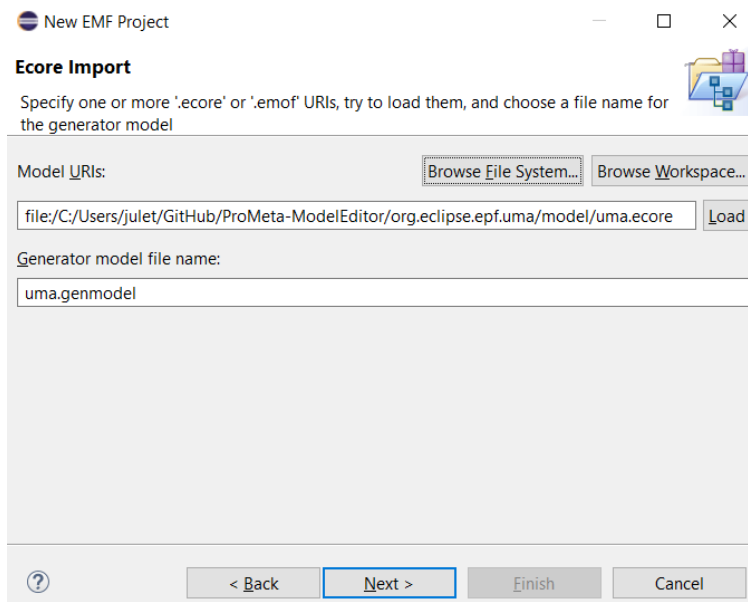 New EMF Project
Ecore Import
Specify one or more '.ecore' or '.emof' URIs, try to load them, and choose a file name for
the generator model
Model URIs:
Browse File System...
Browse Workspace...
file:/C:/Users/julet/GitHub/ProMeta-ModelEditor/org.eclipse.epf.uma/model/uma.ecore
Load
Generator model file name:
uma.genmodel
?
< Back
Next >
Finish
Cancel